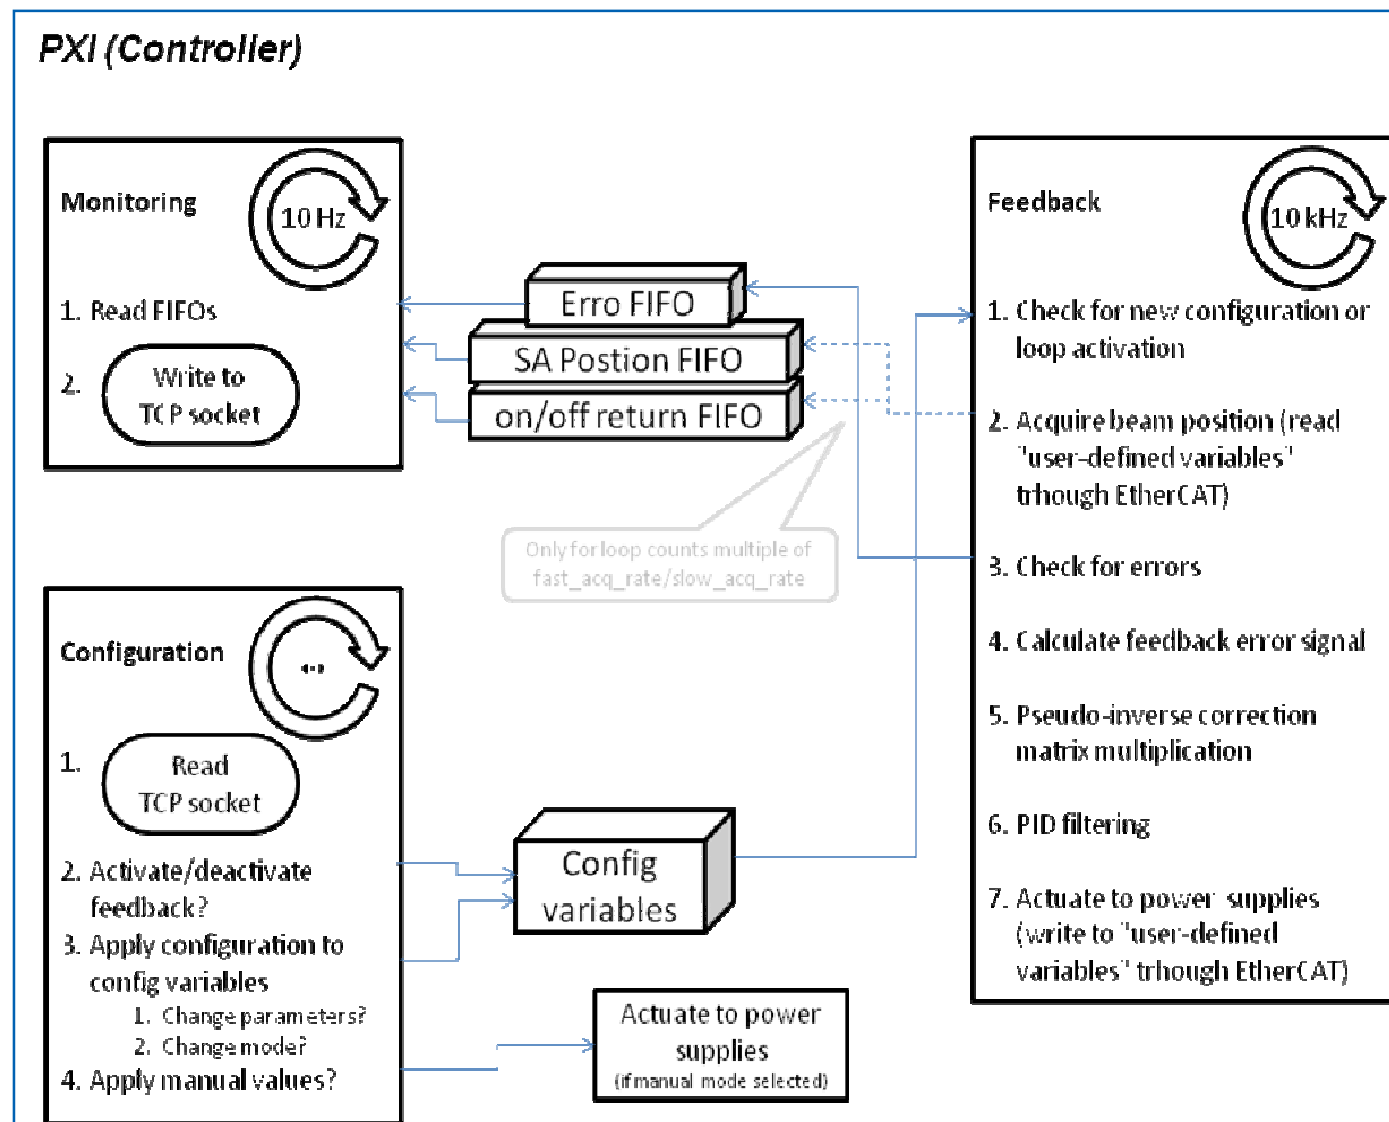 PXI (Controller)
Monitoring
10 Hz
1. Read FIFOs
2. Write to
TCP socket
Erro FIFO
SA Postion FIFO
on/off return FIFO
Only for loop counts multiple of
fast_acq_rate/slow_acq_rate
Configuration
1. Read
TCP socket
2. Activate/deactivate
feedback?
3. Apply configuration to
config variables
1. Change parameters?
2. Change mode?
4. Apply manual values?
Config
variables
Actuate to power
supplies
(if manual mode selected)
Feedback
10 kHz
1. Check for new configuration or
loop activation
2. Acquire beam position (read
"user-defined variables"
trhough EtherCAT)
3. Check for errors
4. Calculate feedback error signal
5. Pseudo-inverse correction
matrix multiplication
6. PID filtering
7. Actuate to power supplies
(write to "user-defined
variables" trhough EtherCAT)